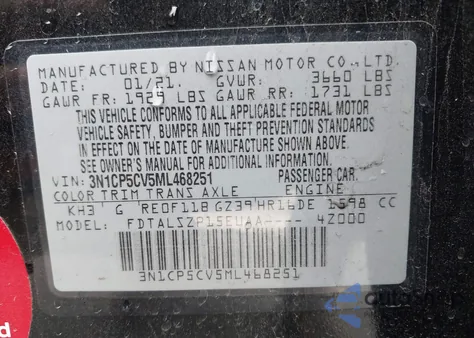 MANUFACTURED BY NISSAN MOTOR CO., LTD.
DATE: 01/21. GVWR: 3660 LBS
GAWR FR: 1929 LBS GAWR RR: 1731 LBS
THIS VEHICLE CONFORMS TO ALL APPLICABLE FEDERAL MOTOR
VEHICLE SAFETY, BUMPER AND THEFT PREVENTION STANDARDS
IN EFFECT ON THE DATE OF MANUFACTURE SHOWN ABOVE.
SEE OWNER'S MANUAL FOR ADDITIONAL INFORMATION.
VIN: 3N1CP5CV5ML468251 PASSENGER CAR
COLOR TRIM TRANS AXLE ENGINE
KH3 G RE0F11B GZ39 HR16DE 1598 CC
MODEL: FDTALSZP15EUAA---- 4Z000
3N1CP5CV5ML468251
d